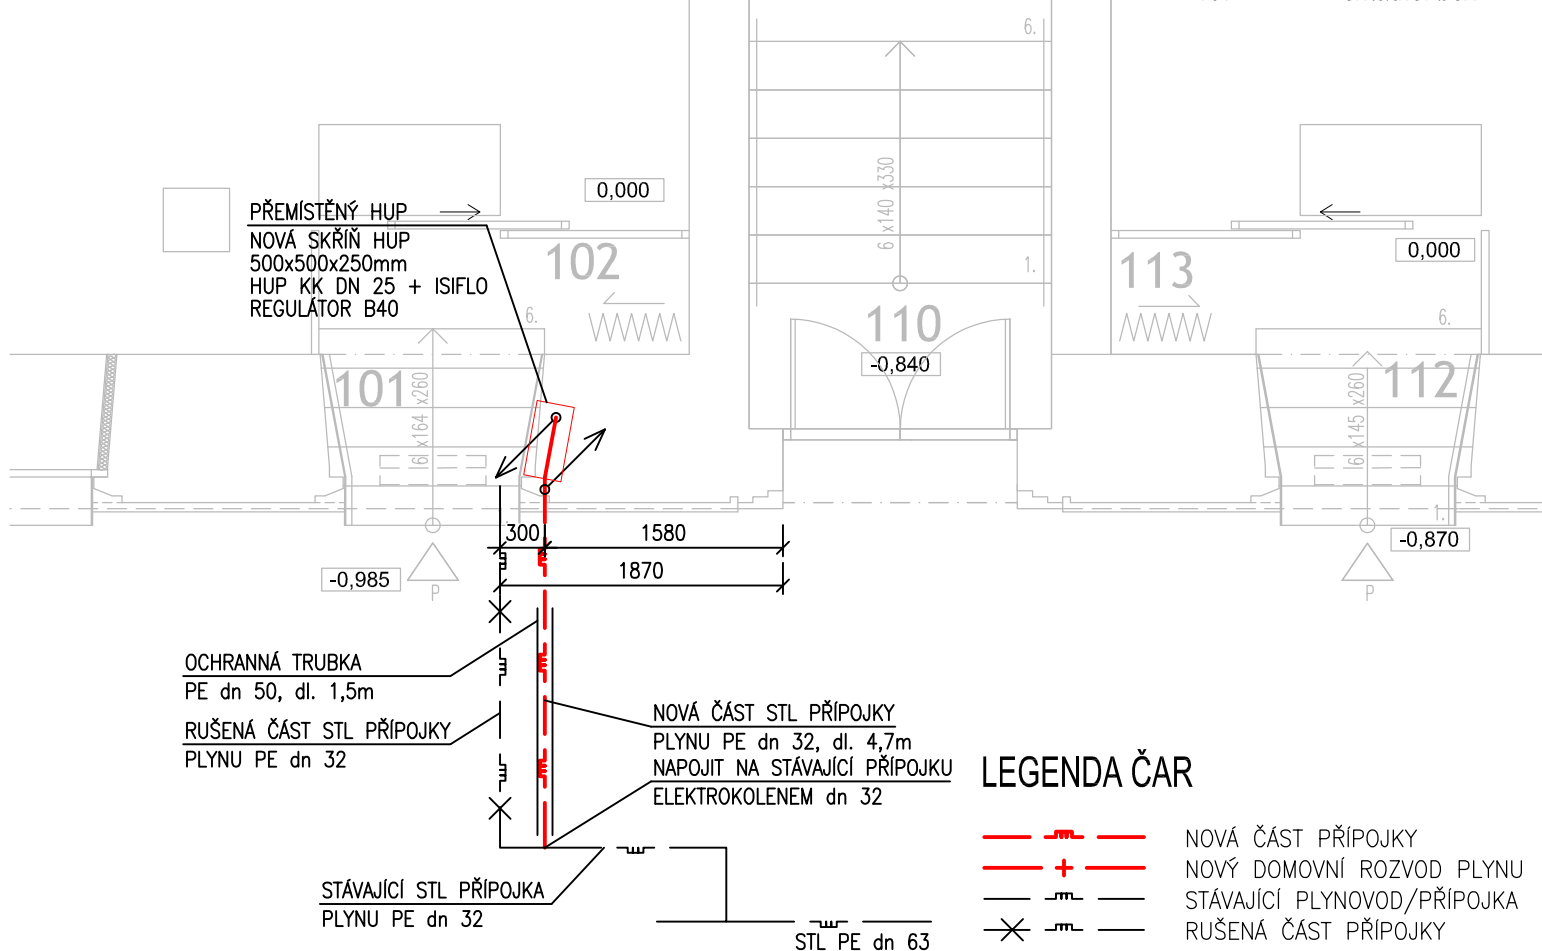 6.
6 x140 x330
1.
0,000
PŘEMÍSTĚNÝ HUP
NOVÁ SKŘÍŇ HUP
500x500x250mm
HUP KK DN 25 + ISIFLO
REGULÁTOR B40
102
6.
113
0,000
6.
110
-0,840
101
6 x164 x260
112
6 x145 x260
1.
-0,870
P
300
1580
1870
-0,985
P
OCHRANNÁ TRUBKA
PE dn 50, dl. 1,5m
RUŠENÁ ČÁST STL PŘÍPOJKY
PLYNU PE dn 32
NOVÁ ČÁST STL PŘÍPOJKY
PLYNU PE dn 32, dl. 4,7m
NAPOJIT NA STÁVAJÍCÍ PŘÍPOJKU
ELEKTROKOLENEM dn 32
STÁVAJÍCÍ STL PŘÍPOJKA
PLYNU PE dn 32
STL PE dn 63
LEGENDA ČAR
NOVÁ ČÁST PŘÍPOJKY
NOVÝ DOMOVNÍ ROZVOD PLYNU
STÁVAJÍCÍ PLYNOVOD/PŘÍPOJKA
RUŠENÁ ČÁST PŘÍPOJKY